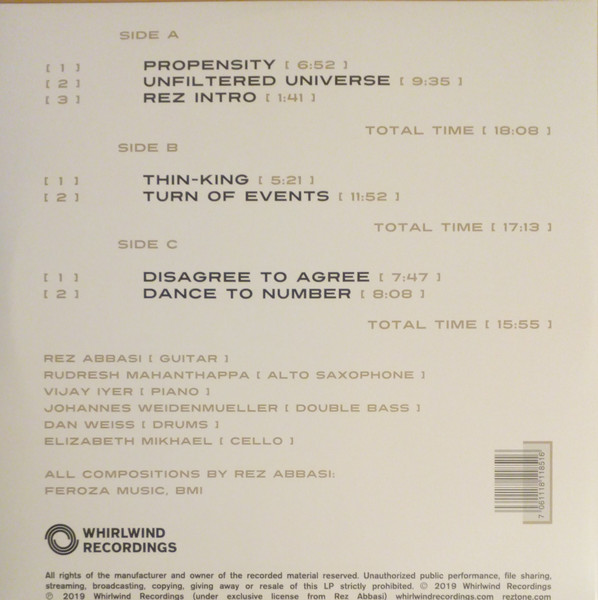 SIDE A
[ 1 ] PROPENSITY [ 6:52 ]
[ 2 ] UNFILTERED UNIVERSE [ 9:35 ]
[ 3 ] REZ INTRO [ 1:41 ]
TOTAL TIME [ 18:08 ]
SIDE B
[ 1 ] THIN-KING [ 5:21 ]
[ 2 ] TURN OF EVENTS [ 11:52 ]
TOTAL TIME [ 17:13 ]
SIDE C
[ 1 ] DISAGREE TO AGREE [ 7:47 ]
[ 2 ] DANCE TO NUMBER [ 8:08 ]
TOTAL TIME [ 15:55 ]
REZ ABBASI [ GUITAR ]
RUDRESH MAHANTHAPPA [ ALTO SAXOPHONE ]
VIJAY IYER [ PIANO ]
JOHANNES WEIDENMUELLER [ DOUBLE BASS ]
DAN WEISS [ DRUMS ]
ELIZABETH MIKHAEL [ CELLO ]
ALL COMPOSITIONS BY REZ ABBASI:
FEROZA MUSIC, BMI
WHIRLWIND
RECORDINGS
All rights of the manufacturer and owner of the recorded material reserved. Unauthorized public performance, file sharing,
streaming, broadcasting, copying, giving away or resale of this LP strictly prohibited. © 2019 Whirlwind Recordings
℗ 2019 Whirlwind Recordings (under exclusive license from Rez Abbasi) whirlwindrecordings.com reztone.com